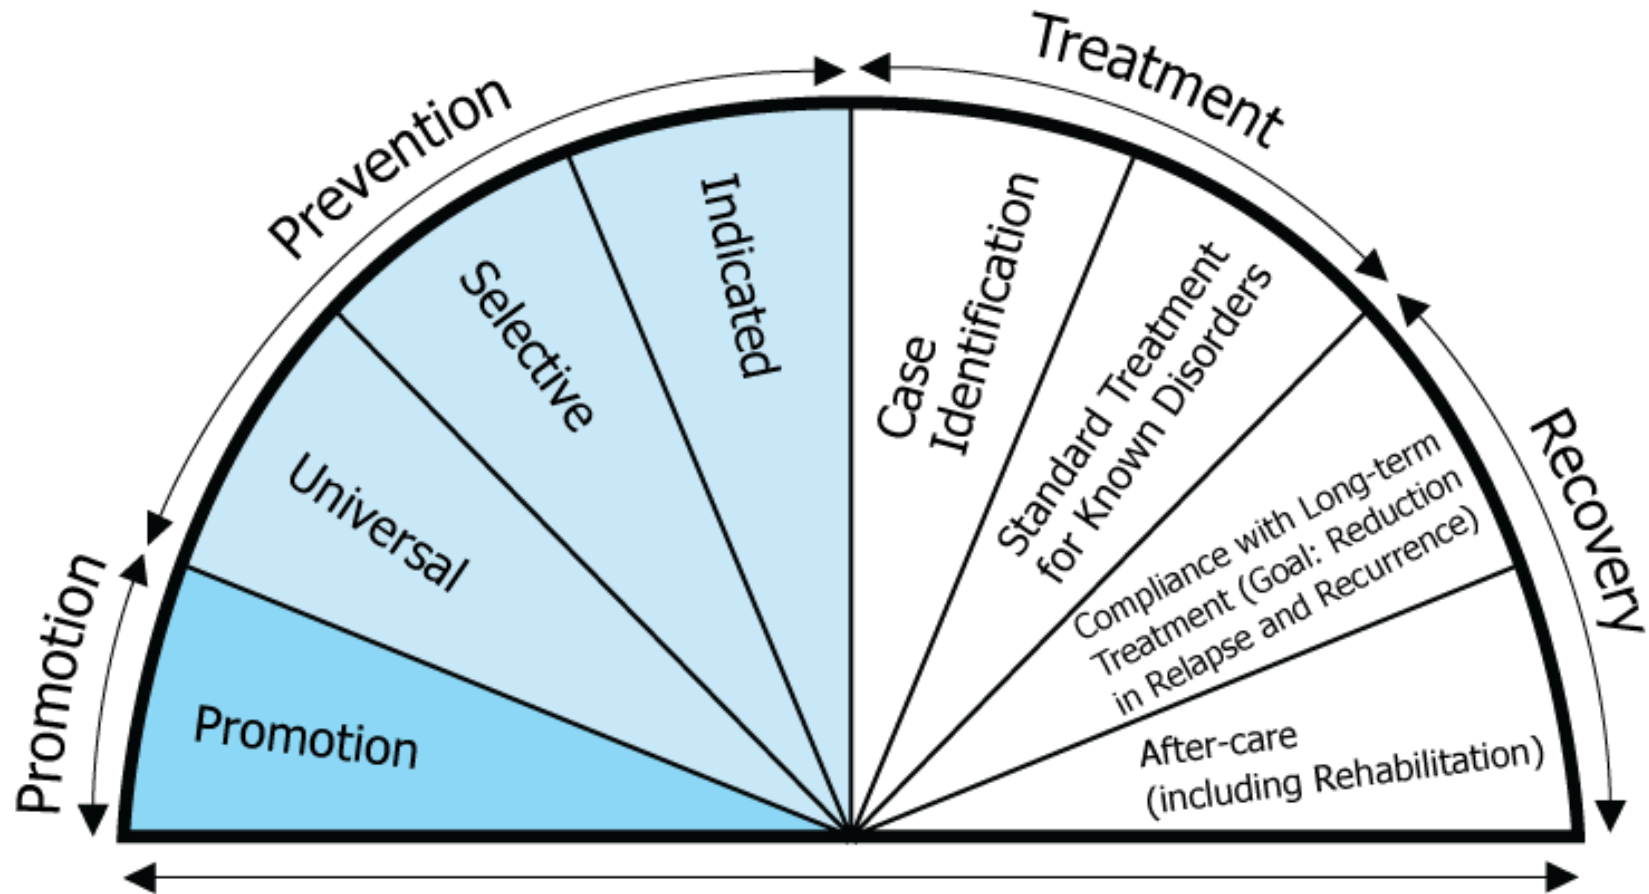 Promotion
Prevention
Treatment
Recovery
Promotion
Universal
Selective
Indicated
Case
Identification
Standard Treatment
for Known Disorders
Compliance with Long-term
Treatment (Goal: Reduction
in Relapse and Recurrence)
After-care
(including Rehabilitation)